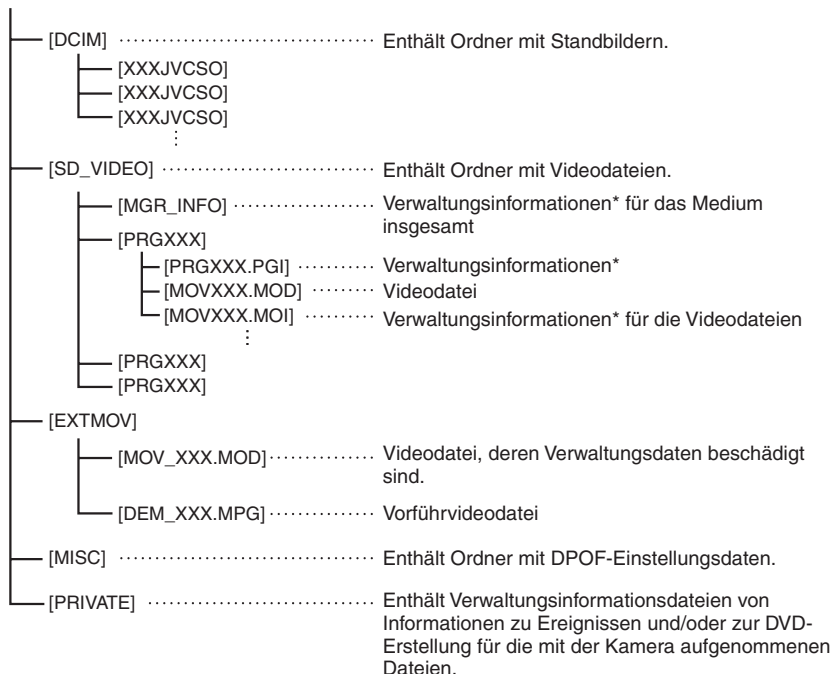 [DCIM] Enthält Ordner mit Standbildern.
[XXXJVCSO]
[XXXJVCSO]
[XXXJVCSO]
[SD_VIDEO] Enthält Ordner mit Videodateien.
[MGR_INFO] Verwaltungsinformationen* für das Medium
insgesamt
[PRGXXX]
[PRGXXX.PGI] Verwaltungsinformationen*
[MOVXXX.MOD] Videodatei
[MOVXXX.MOI] Verwaltungsinformationen* für die Videodateien
[PRGXXX]
[PRGXXX]
[EXTMOV]
[MOV_XXX.MOD] Videodatei, deren Verwaltungsdaten beschädigt
sind.
[DEM_XXX.MPG] Vorführvideodatei
[MISC] Enthält Ordner mit DPOF-Einstellungsdaten.
[PRIVATE] Enthält Verwaltungsinformationsdateien von
Informationen zu Ereignissen und/oder zur DVD-
Erstellung für die mit der Kamera aufgenommenen
Dateien.